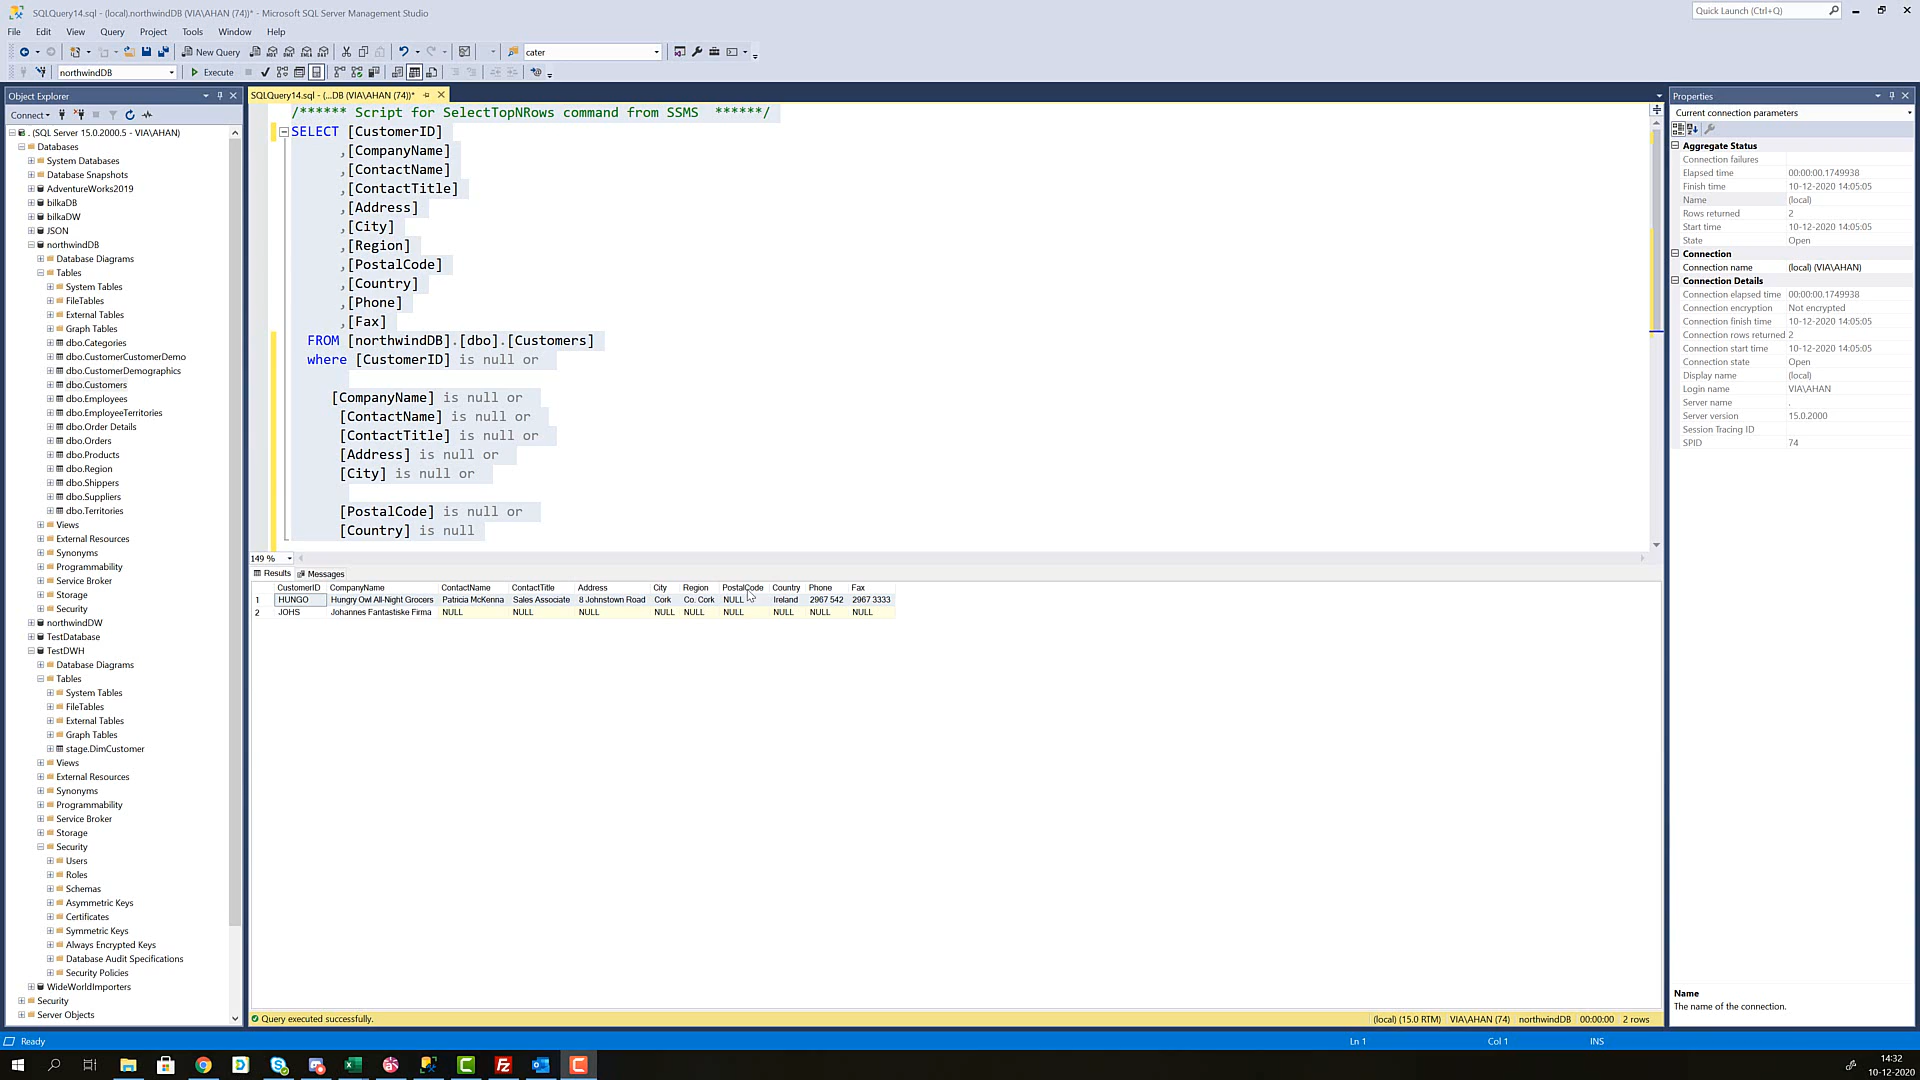 SQLQuery14.sql - (local).northwindDB (VIA\AHAN (74))* - Microsoft SQL Server Management Studio
Quick Launch (Ctrl+Q)
File Edit View Query Project Tools Window Help
New Query
cater
northwindDB
Execute
Object Explorer
Connect
. (SQL Server 15.0.2000.5 - VIA\AHAN)
Databases
System Databases
Database Snapshots
AdventureWorks2019
bilkaDB
bilkaDW
JSON
northwindDB
Database Diagrams
Tables
System Tables
FileTables
External Tables
Graph Tables
dbo.Categories
dbo.CustomerCustomerDemo
dbo.CustomerDemographics
dbo.Customers
dbo.Employees
dbo.EmployeeTerritories
dbo.Order Details
dbo.Orders
dbo.Products
dbo.Region
dbo.Shippers
dbo.Suppliers
dbo.Territories
Views
External Resources
Synonyms
Programmability
Service Broker
Storage
Security
northwindDW
TestDatabase
TestDWH
Database Diagrams
Tables
System Tables
FileTables
External Tables
Graph Tables
stage.DimCustomer
Views
External Resources
Synonyms
Programmability
Service Broker
Storage
Security
Users
Roles
Schemas
Asymmetric Keys
Certificates
Symmetric Keys
Always Encrypted Keys
Database Audit Specifications
Security Policies
WideWorldImporters
Security
Server Objects
SQLQuery14.sql - (...DB (VIA\AHAN (74))*
/****** Script for SelectTopNRows command from SSMS ******/
SELECT [CustomerID]
,[CompanyName]
,[ContactName]
,[ContactTitle]
,[Address]
,[City]
,[Region]
,[PostalCode]
,[Country]
,[Phone]
,[Fax]
FROM [northwindDB].[dbo].[Customers]
where [CustomerID] is null or
[CompanyName] is null or
[ContactName] is null or
[ContactTitle] is null or
[Address] is null or
[City] is null or
[PostalCode] is null or
[Country] is null
149 %
Results Messages
CustomerID CompanyName ContactName ContactTitle Address City Region PostalCode Country Phone Fax
1 HUNGO Hungry Owl All-Night Grocers Patricia McKenna Sales Associate 8 Johnstown Road Cork Co. Cork NULL Ireland 2967 542 2967 3333
2 JOHS Johannes Fantastiske Firma NULL NULL NULL NULL NULL NULL NULL NULL NULL
Query executed successfully.
(local) (15.0 RTM) VIA\AHAN (74) northwindDB 00:00:00 2 rows
Properties
Current connection parameters
Aggregate Status
Connection failures
Elapsed time 00:00:00.1749938
Finish time 10-12-2020 14:05:05
Name (local)
Rows returned 2
Start time 10-12-2020 14:05:05
State Open
Connection
Connection name (local) (VIA\AHAN)
Connection Details
Connection elapsed time 00:00:00.1749938
Connection encryption Not encrypted
Connection finish time 10-12-2020 14:05:05
Connection rows returned 2
Connection start time 10-12-2020 14:05:05
Connection state Open
Display name (local)
Login name VIA\AHAN
Server name .
Server version 15.0.2000
Session Tracing ID
SPID 74
Name
The name of the connection.
Ready
Ln 1 Col 1 INS
14:32
10-12-2020